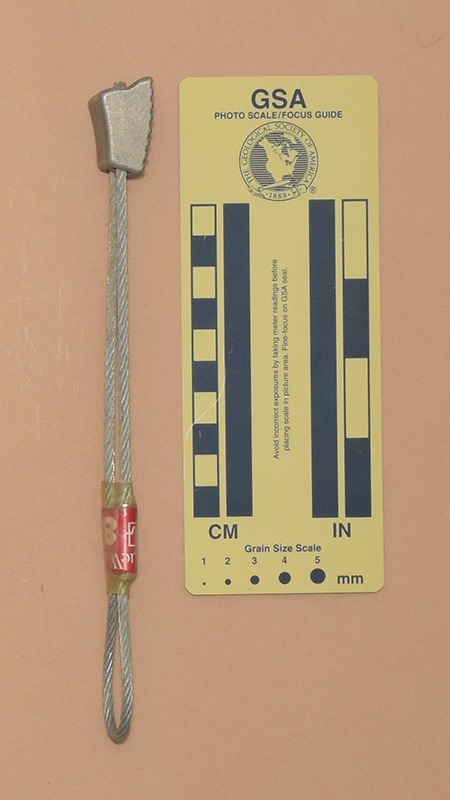 GSA
PHOTO SCALE/FOCUS GUIDE
THE GEOLOGICAL SOCIETY OF AMERICA
1888
®
Avoid incorrect exposures by taking meter readings before
placing scale in picture area. Fine-focus on GSA seal.
CM
IN
Grain Size Scale
1 2 3 4 5
mm
8